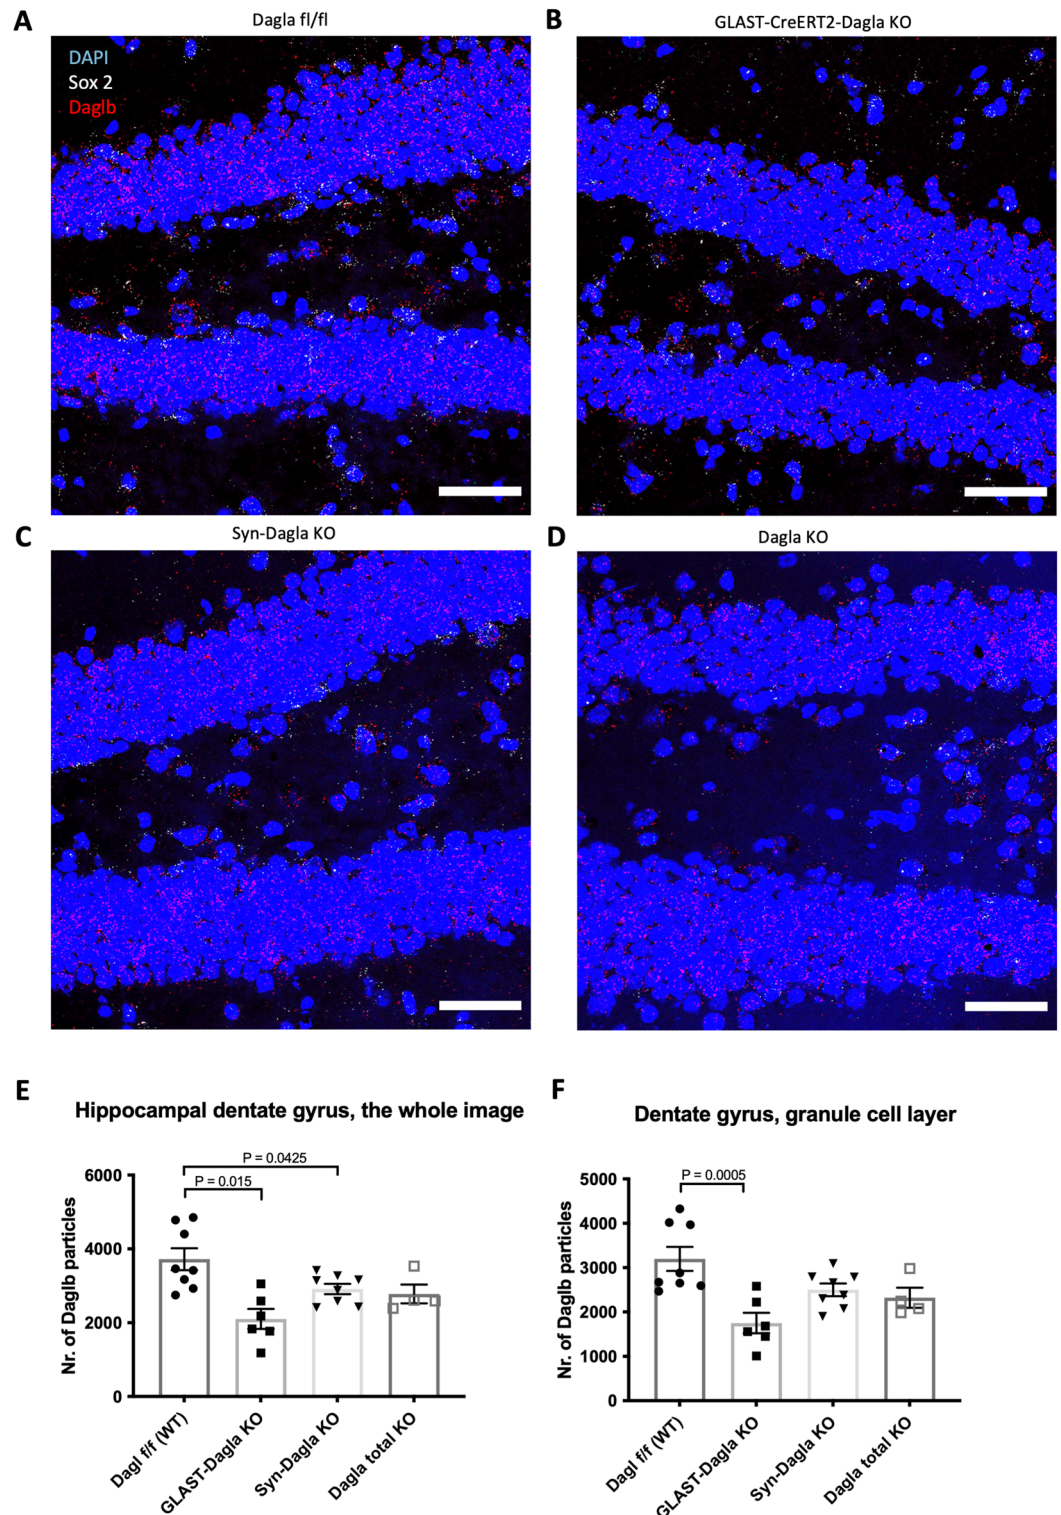 A
Dagla fl/fl
B
GLAST-CreERT2-Dagla KO
DAPI
Sox 2
Daglb
C
Syn-Dagla KO
D
Dagla KO
E
Hippocampal dentate gyrus, the whole image
P = 0.0425
P = 0.015
6000
4000
2000
0
Nr. of Daglb particles
Dagl f/f (WT)
GLAST-Dagla KO
Syn-Dagla KO
Dagla total KO
F
Dentate gyrus, granule cell layer
P = 0.0005
5000
4000
3000
2000
1000
0
Nr. of Daglb particles
Dagl f/f (WT)
GLAST-Dagla KO
Syn-Dagla KO
Dagla total KO